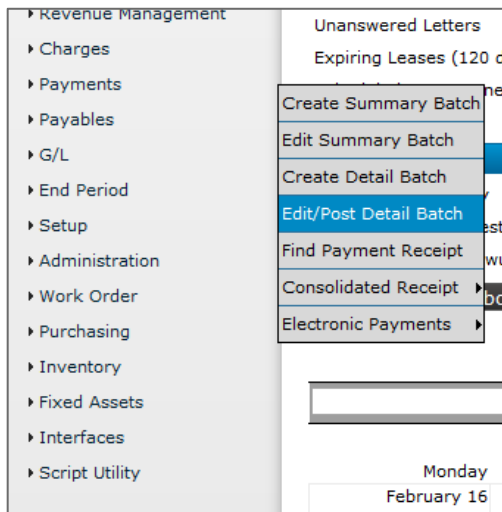 Revenue Management
Charges
Payments
Payables
G/L
End Period
Setup
Administration
Work Order
Purchasing
Inventory
Fixed Assets
Interfaces
Script Utility
Create Summary Batch
Edit Summary Batch
Create Detail Batch
Edit/Post Detail Batch
Find Payment Receipt
Consolidated Receipt
Electronic Payments
Unanswered Letters
Expiring Leases (120
Monday
February 16